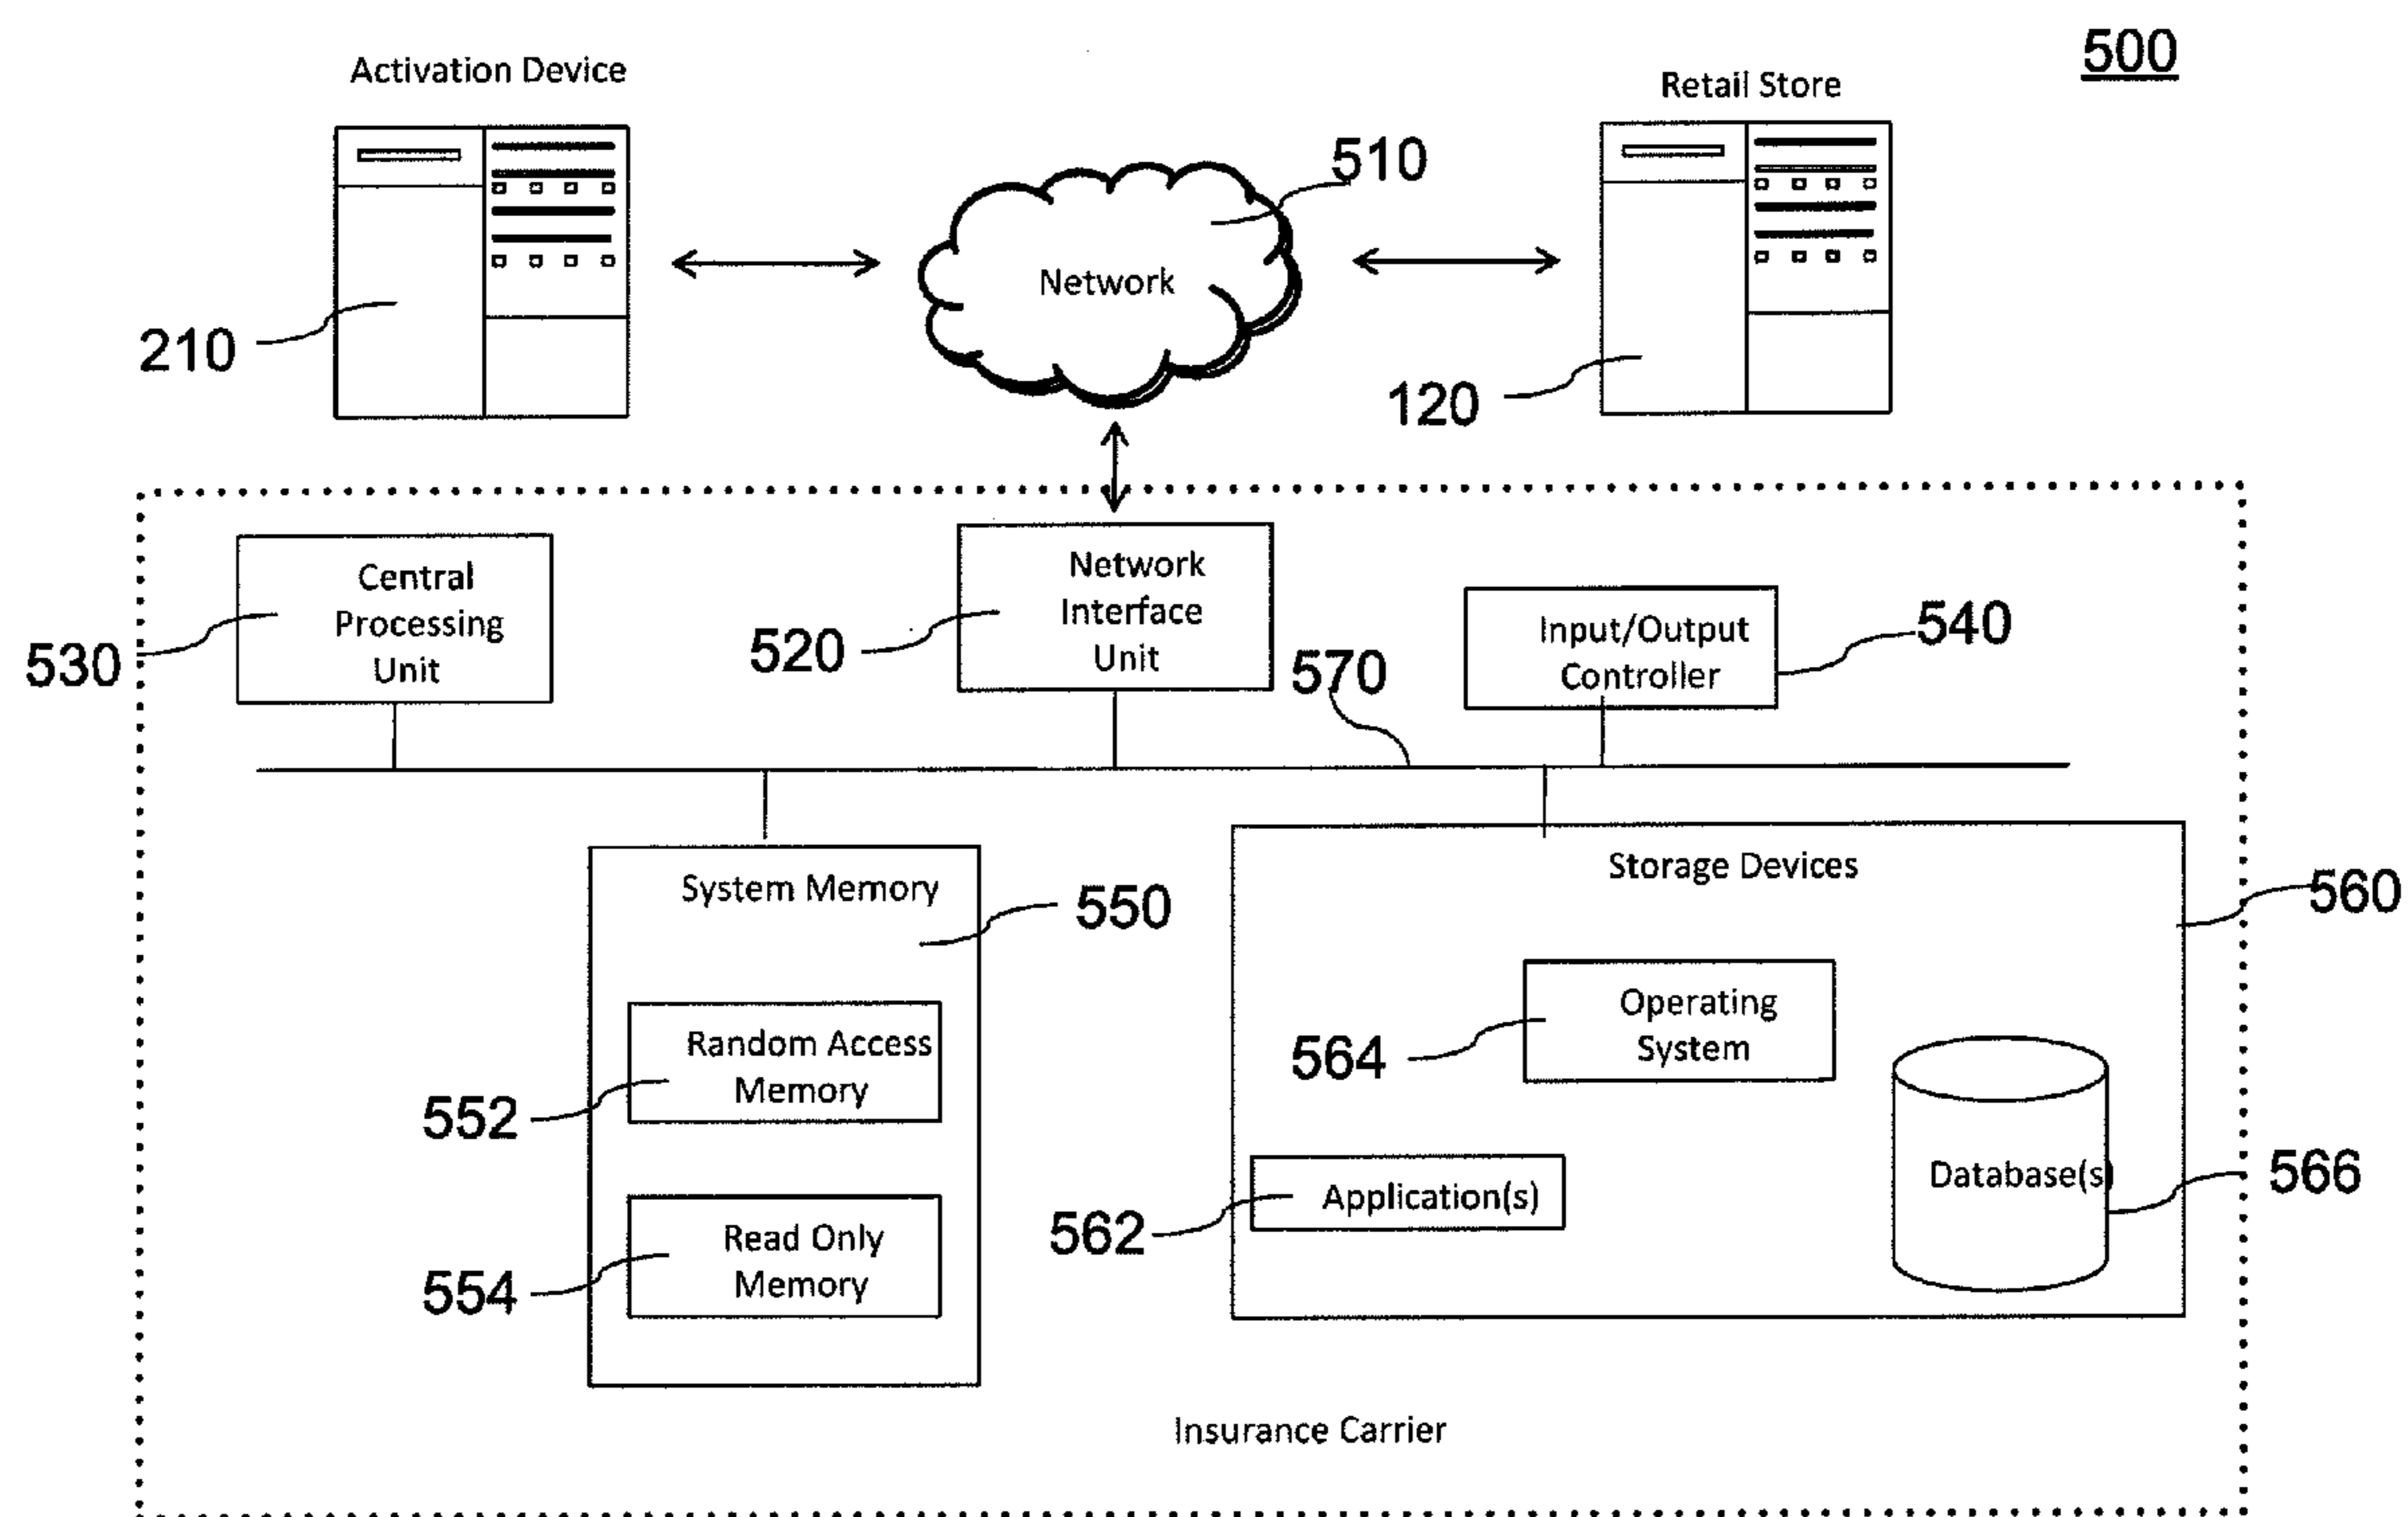 500
Activation Device
Retail Store
510
Network
210
120
Central
Processing
Unit
530
Network
Interface
Unit
520
Input/Output
Controller
540
570
System Memory
550
Random Access
Memory
552
Read Only
Memory
554
Storage Devices
560
Operating
System
564
Application(s)
562
Database(s)
566
Insurance Carrier